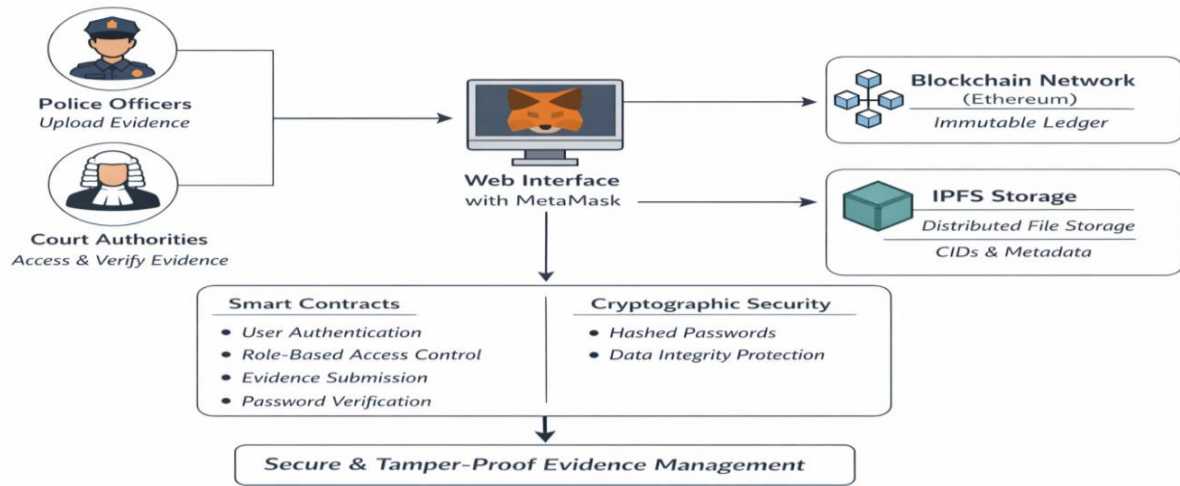 Police Officers
Upload Evidence
Court Authorities
Access & Verify Evidence
Web Interface
with MetaMask
Blockchain Network
(Ethereum)
Immutable Ledger
IPFS Storage
Distributed File Storage
CIDs & Metadata
Smart Contracts
• User Authentication
• Role-Based Access Control
• Evidence Submission
• Password Verification
Cryptographic Security
• Hashed Passwords
• Data Integrity Protection
Secure & Tamper-Proof Evidence Management